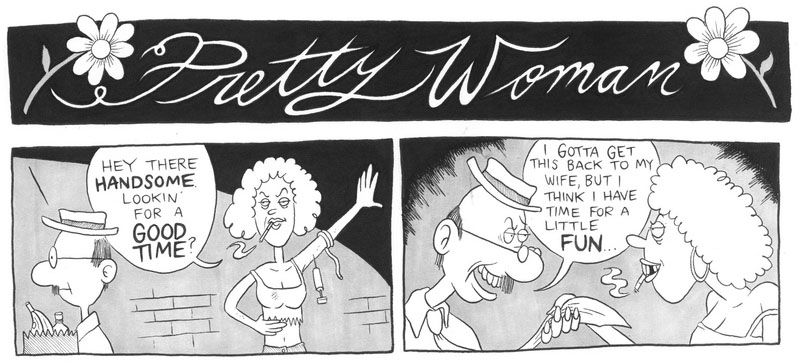 Pretty Woman
HEY THERE
HANDSOME.
LOOKIN'
FOR A
GOOD
TIME?
I GOTTA GET
THIS BACK TO MY
WIFE, BUT I
THINK I HAVE
TIME FOR A
LITTLE
FUN...